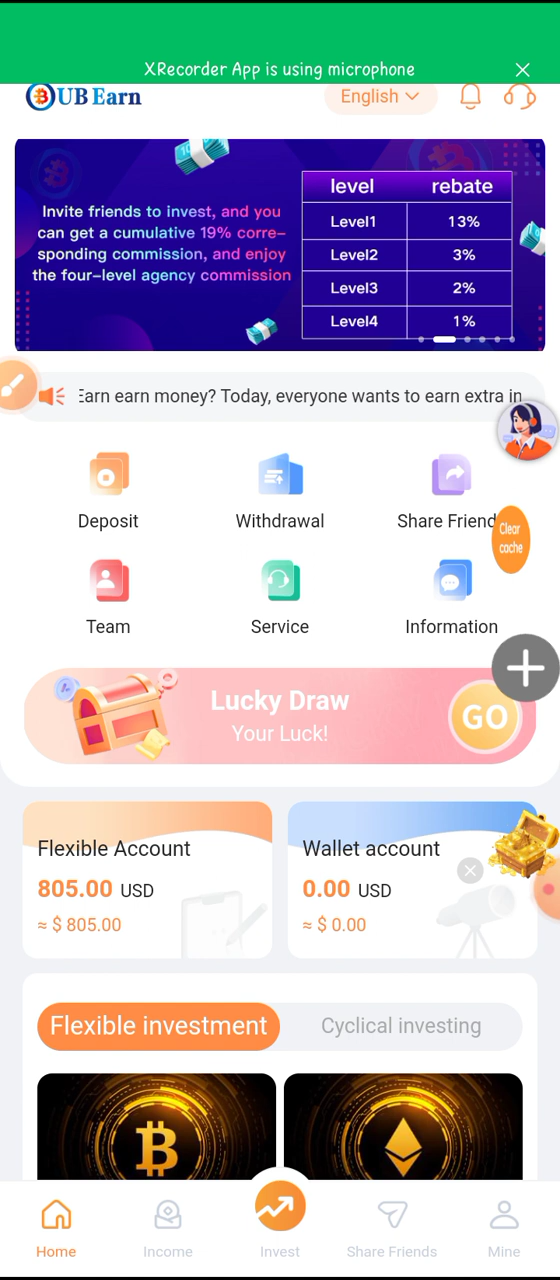 XRecorder App is using microphone
UB Earn
English
Invite friends to invest, and you
can get a cumulative 19% corre-
sponding commission, and enjoy
the four-level agency commission
level rebate
Level1 13%
Level2 3%
Level3 2%
Level4 1%
Earn earn money? Today, everyone wants to earn extra in
Deposit
Withdrawal
Share Friend
Clear
cache
Team
Service
Information
Lucky Draw
Your Luck!
GO
Flexible Account
805.00 USD
≈ $ 805.00
Wallet account
0.00 USD
≈ $ 0.00
Flexible investment
Cyclical investing
Home
Income
Invest
Share Friends
Mine